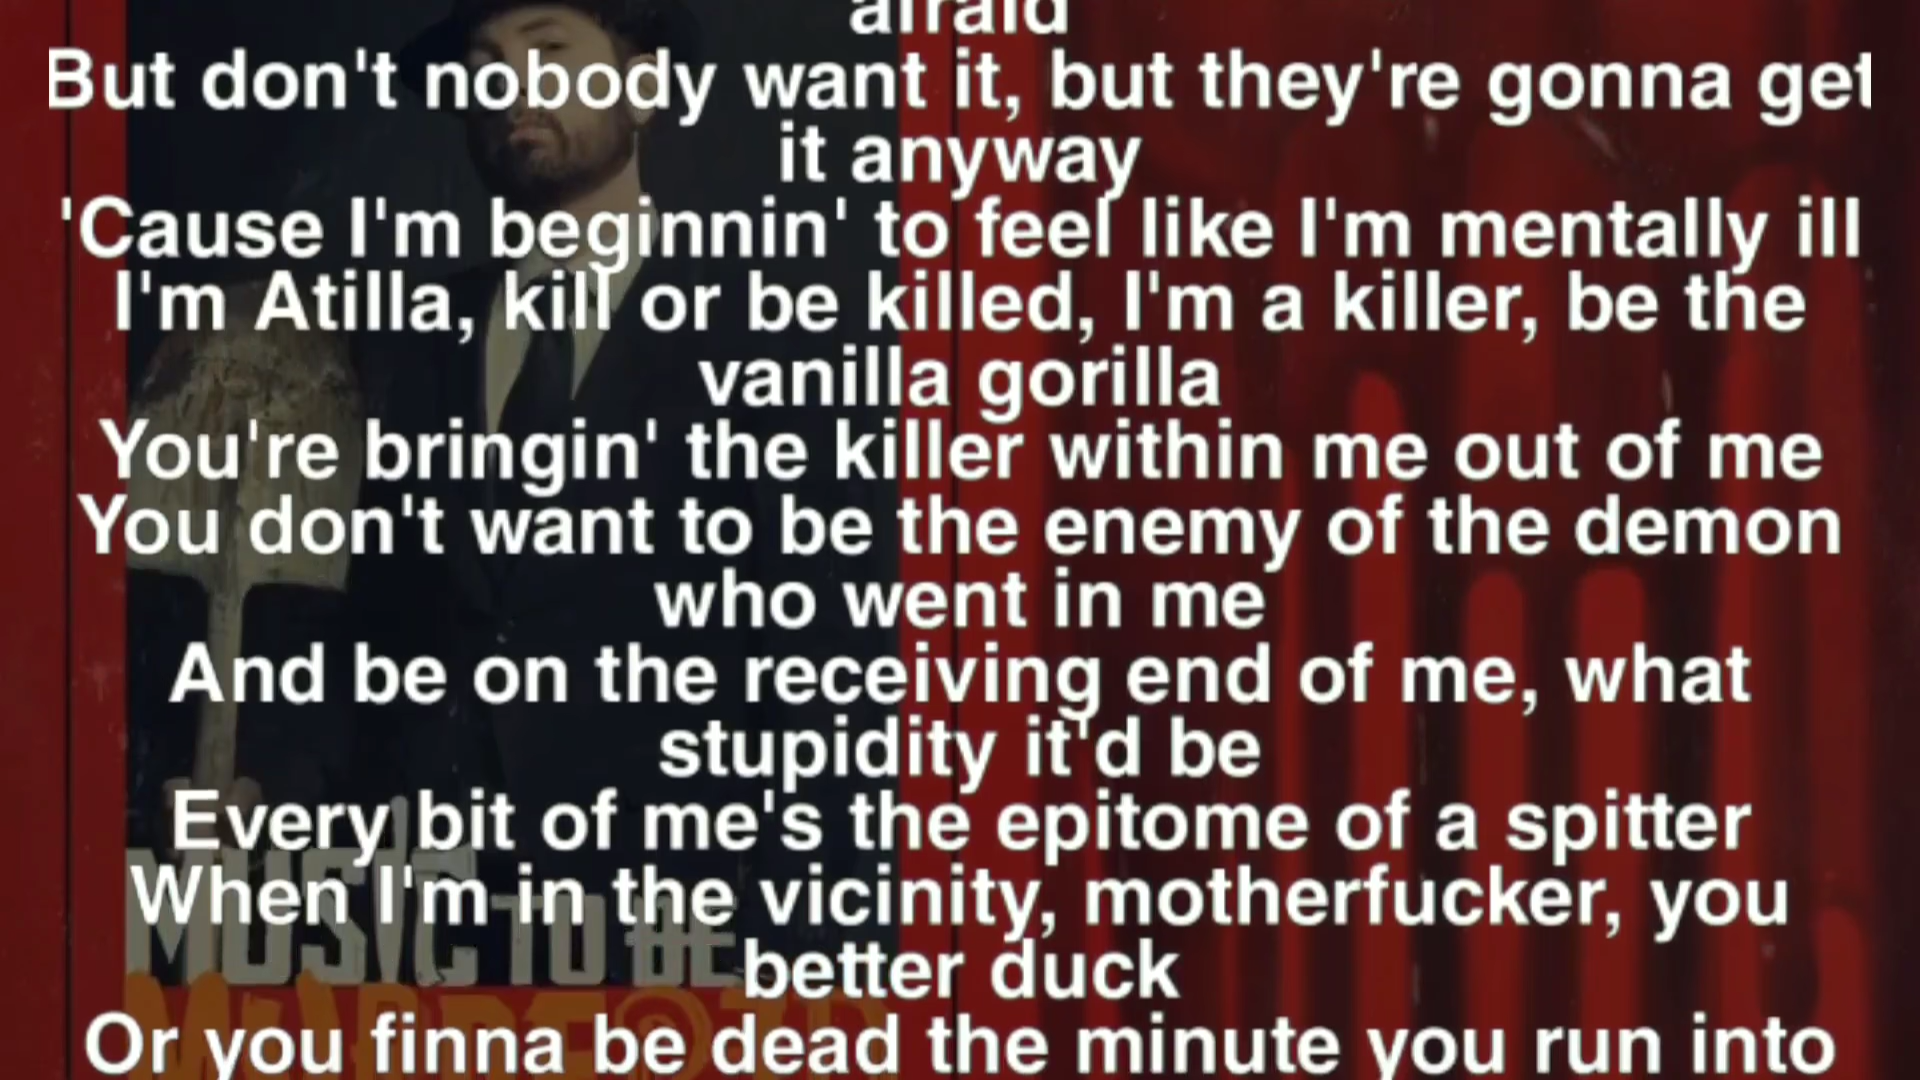 afraid
But don't nobody want it, but they're gonna get
it anyway
'Cause I'm beginnin' to feel like I'm mentally ill
I'm Atilla, kill or be killed, I'm a killer, be the
vanilla gorilla
You're bringin' the killer within me out of me
You don't want to be the enemy of the demon
who went in me
And be on the receiving end of me, what
stupidity it'd be
Every bit of me's the epitome of a spitter
When I'm in the vicinity, motherfucker, you
better duck
Or you finna be dead the minute you run into
MUSIC TO BE